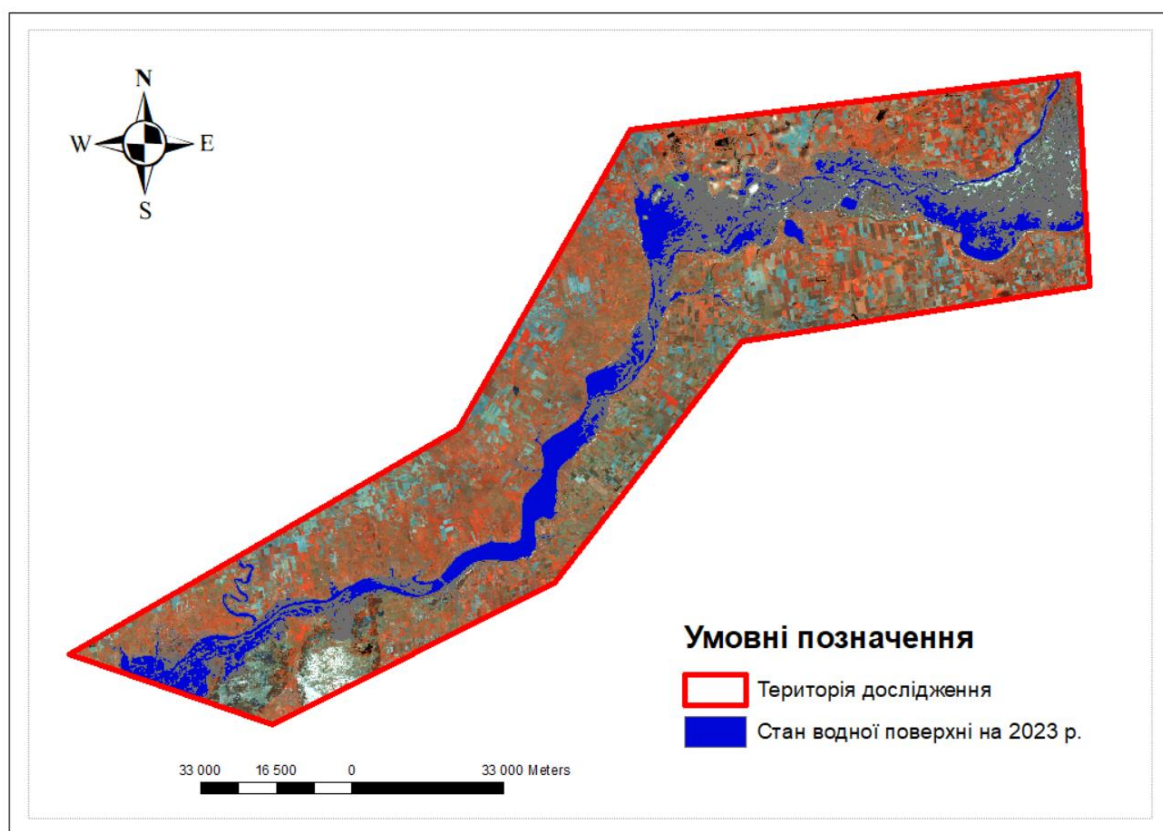 N
W E
S
Умовні позначення
Територія дослідження
Стан водної поверхні на 2023 р.
33 000 16 500 0 33 000 Meters